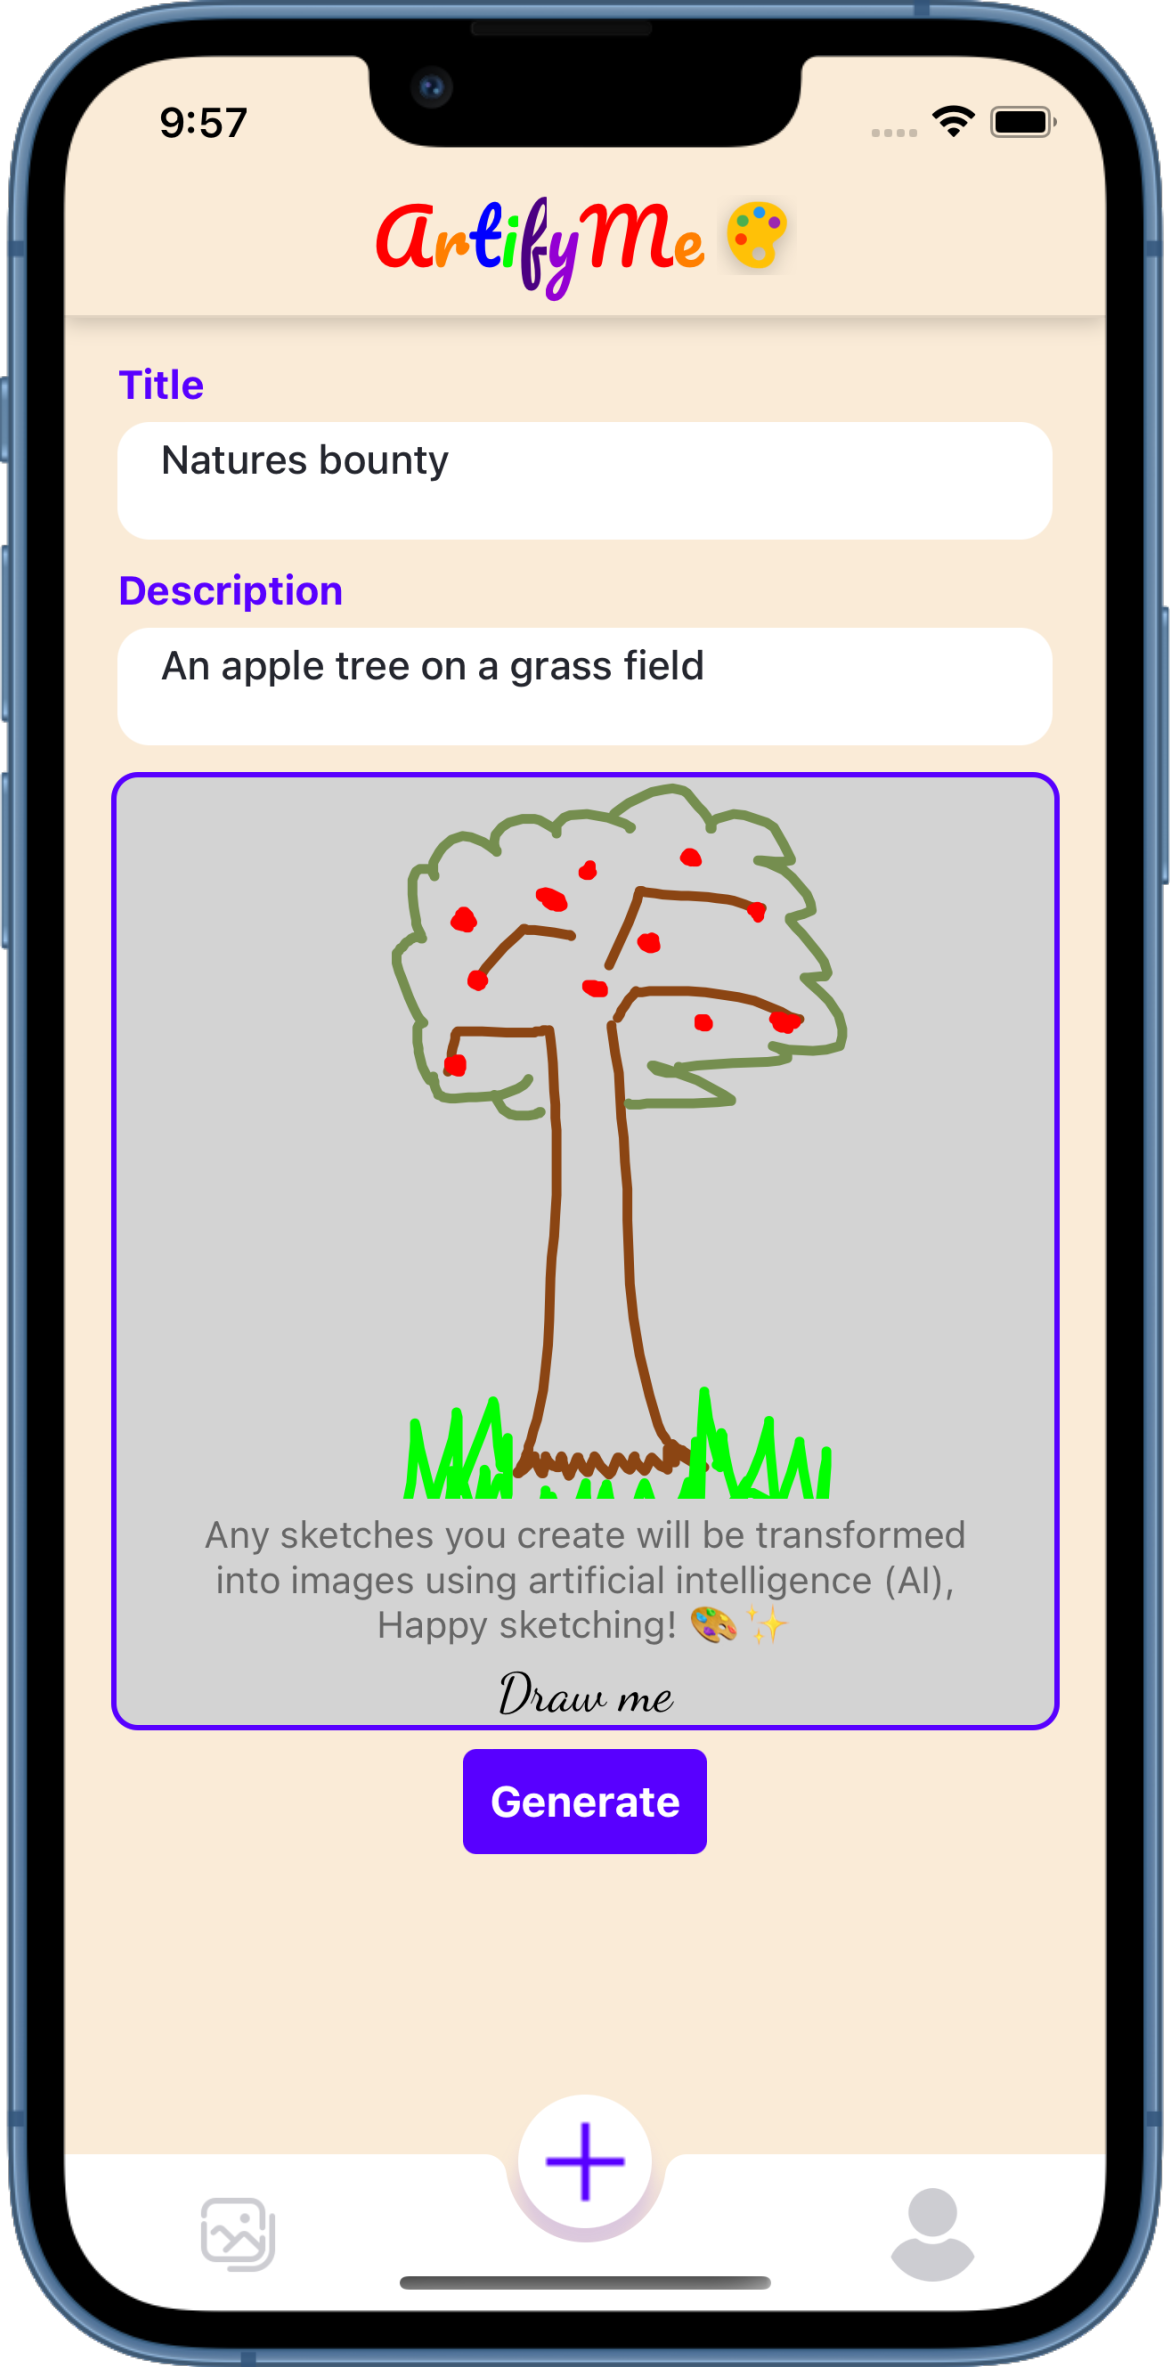 9:57
ArtifyMe
Title
Natures bounty
Description
An apple tree on a grass field
Any sketches you create will be transformed
into images using artificial intelligence (AI),
Happy sketching! 🎨✨
Draw me
Generate